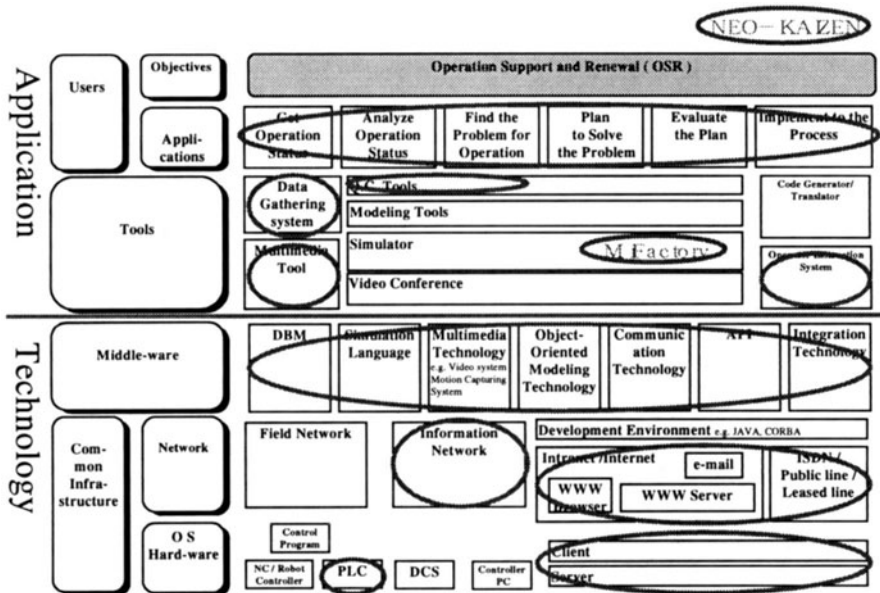 NEO-KAIZEN
Application
Users
Objectives
Operation Support and Renewal ( OSR )
Appli-
cations
Get
Operation
Status
Analyze
Operation
Status
Find the
Problem for
Operation
Plan
to Solve
the Problem
Evaluate
the Plan
Implement to the
Process
Tools
Data
Gathering
system
Q.C. Tools
Modeling Tools
Code Generator/
Translator
Multimedia
Tool
Simulator
Video Conference
System
Technology
Middle-ware
DBM
Simulation
Language
Multimedia
Technology
e.g. Video system
Motion Capturing
System
Object-
Oriented
Modeling
Technology
Communic
ation
Technology
API
Integration
Technology
Com-
mon
Infra-
structure
Network
Field Network
Information
Network
Development Environment e.g. JAVA, CORBA
Intranet /Internet
e-mail
WWW
Browser
WWW Server
ISDN /
Public line /
Leased line
O S
Hard-ware
Control
Program
NC / Robot
Controller
PLC
DCS
Controller
PC
Client
Server